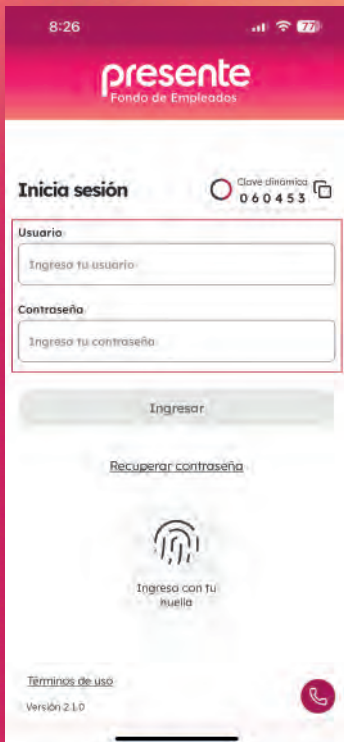 8:26
77
presente
Fondo de Empleados
Inicia sesión
Clave dinámica
060453
Usuario
Ingresa tu usuario
Contraseña
Ingresa tu contraseña
Ingresar
Recuperar contraseña
Ingresa con tu
huella
Términos de uso
Versión 2.1.0